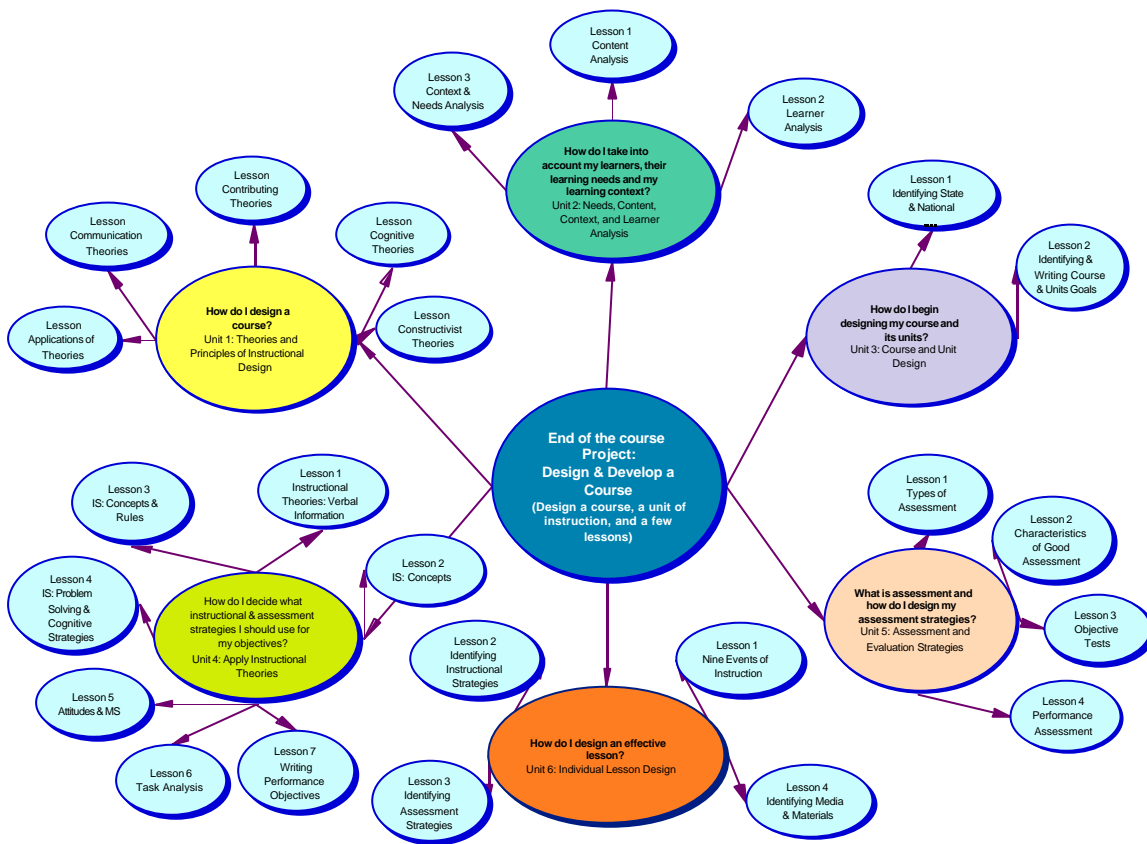 Lesson 1
Content
Analysis
Lesson 3
Context &
Needs Analysis
Lesson 2
Learner
Analysis
How do I take into
account my learners, their
learning needs and my
learning context?
Unit 2: Needs, Content,
Context, and Learner
Analysis
Lesson
Contributing
Theories
Lesson
Communication
Theories
Lesson
Cognitive
Theories
Lesson
Applications of
Theories
Lesson
Constructivist
Theories
How do I design a
course?
Unit 1: Theories and
Principles of Instructional
Design
Lesson 1
Identifying State
& National
Lesson 2
Identifying &
Writing Course
& Units Goals
How do I begin
designing my course and
its units?
Unit 3: Course and Unit
Design
End of the course
Project:
Design & Develop a
Course
(Design a course, a unit of
instruction, and a few
lessons)
Lesson 3
IS: Concepts &
Rules
Lesson 1
Instructional
Theories: Verbal
Information
Lesson 2
IS: Concepts
Lesson 4
IS: Problem
Solving &
Cognitive
Strategies
How do I decide what
instructional & assessment
strategies I should use for
my objectives?
Unit 4: Apply Instructional
Theories
Lesson 5
Attitudes & MS
Lesson 6
Task Analysis
Lesson 7
Writing
Performance
Objectives
Lesson 1
Types of
Assessment
Lesson 2
Characteristics
of Good
Assessment
What is assessment and
how do I design my
assessment strategies?
Unit 5: Assessment and
Evaluation Strategies
Lesson 3
Objective
Tests
Lesson 4
Performance
Assessment
Lesson 2
Identifying
Instructional
Strategies
Lesson 1
Nine Events of
Instruction
How do I design an effective
lesson?
Unit 6: Individual Lesson Design
Lesson 3
Identifying
Assessment
Strategies
Lesson 4
Identifying Media
& Materials